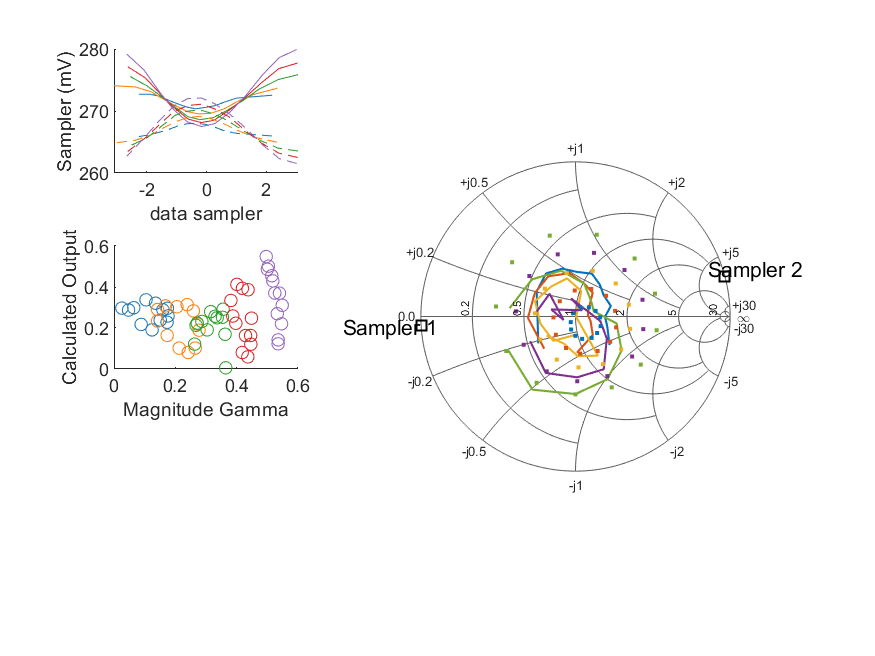 280
270
260
Sampler (mV)
-2
0
2
data sampler
0.6
0.4
0.2
0
Calculated Output
0
0.2
0.4
0.6
Magnitude Gamma
+j1
+j0.5
+j2
+j0.2
+j5
Sampler 2
0.0
0.2
0.5
1
2
5
30
+j30
∞
-j30
Sampler 1
-j0.2
-j5
-j0.5
-j2
-j1